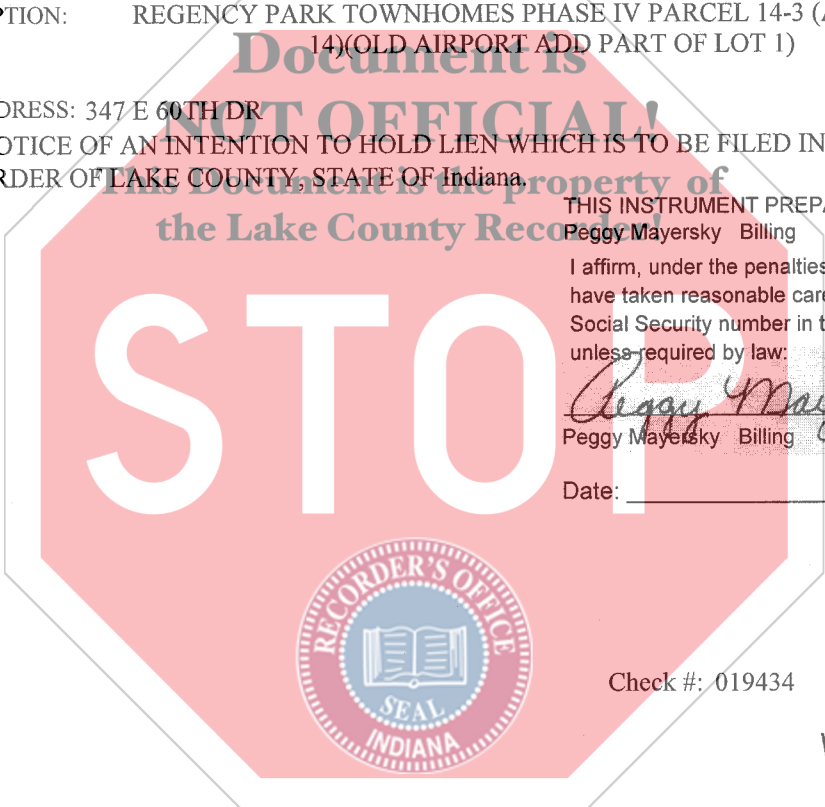 PTION: REGENCY PARK TOWNHOMES PHASE IV PARCEL 14-3 (A
14)(OLD AIRPORT ADD PART OF LOT 1)
Document is
DRESS: 347 E 60TH DR
NOT OFFICIAL!
OTICE OF AN INTENTION TO HOLD LIEN WHICH IS TO BE FILED IN
RDER OF LAKE COUNTY, STATE OF Indiana.
This Document is the property of
the Lake County Recorder!
THIS INSTRUMENT PREPA
Peggy Mayersky Billing
I affirm, under the penalties
have taken reasonable care
Social Security number in t
unless required by law:
Peggy May
Peggy Mayersky Billing
Date:
STOP
RECORDER'S OFFICE
SEAL
INDIANA
Check #: 019434